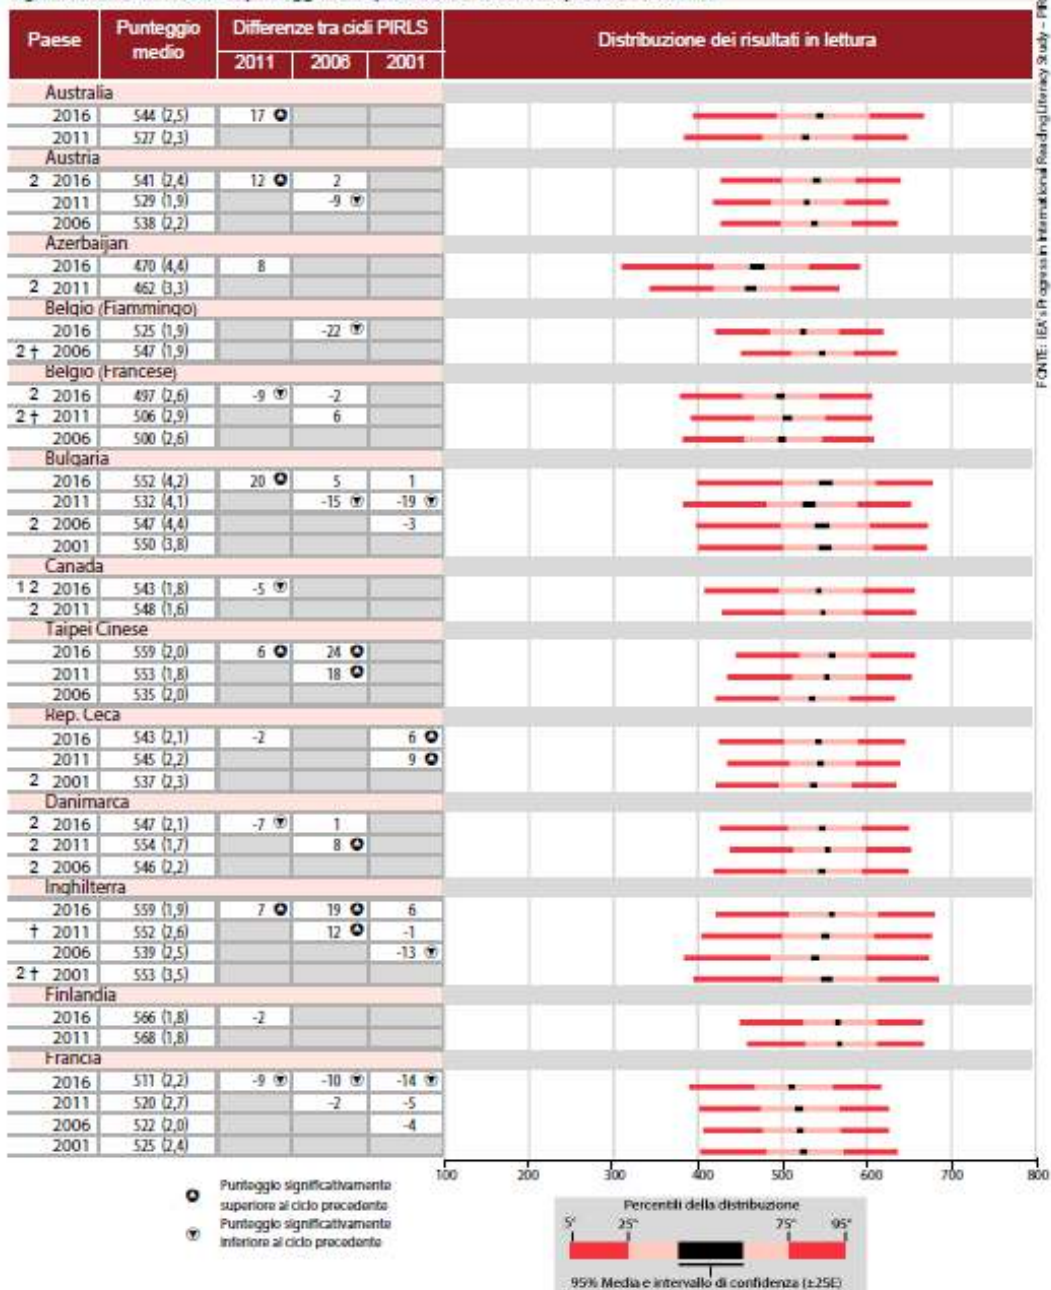 Paese Punteggio medio Differenze tra cicli PIRLS Distribuzione dei risultati in lettura
2011 2006 2001
Australia
2016 544 (2,5) 17
2011 527 (2,3)
Austria
2 2016 541 (2,4) 12 2
2011 529 (1,9) -9
2006 538 (2,2)
Azerbaijan
2016 470 (4,4) 8
2 2011 462 (3,3)
Belgio (Fiammingo)
2016 525 (1,9) -22
2 † 2006 547 (1,9)
Belgio (Francese)
2 2016 497 (2,6) -9 -2
2 † 2011 506 (2,9) 6
2006 500 (2,6)
Bulgaria
2016 552 (4,2) 20 5 1
2011 532 (4,1) -15 -19
2 2006 547 (4,4) -3
2001 550 (3,8)
Canada
1 2 2016 543 (1,8) -5
2 2011 548 (1,6)
Taipei Cinese
2016 559 (2,0) 6 24
2011 553 (1,8) 18
2006 535 (2,0)
Rep. Ceca
2016 543 (2,1) -2 6
2011 545 (2,2) 9
2 2001 537 (2,3)
Danimarca
2 2016 547 (2,1) -7 1
2 2011 554 (1,7) 8
2 2006 546 (2,2)
Inghilterra
2016 559 (1,9) 7 19 6
† 2011 552 (2,6) 12 -1
2006 539 (2,5) -13
2 † 2001 553 (3,5)
Finlandia
2016 566 (1,8) -2
2011 568 (1,8)
Francia
2016 511 (2,2) -9 -10 -14
2011 520 (2,7) -2 -5
2006 522 (2,0) -4
2001 525 (2,4)
100 200 300 400 500 600 700 800
Punteggio significativamente
superiore al ciclo precedente
Punteggio significativamente
inferiore al ciclo precedente
Percentili della distribuzione
5° 25° 75° 95°
95% Media e intervallo di confidenza (±2SE)
FONTE: IEA's Progress in International Reading Literacy Study –